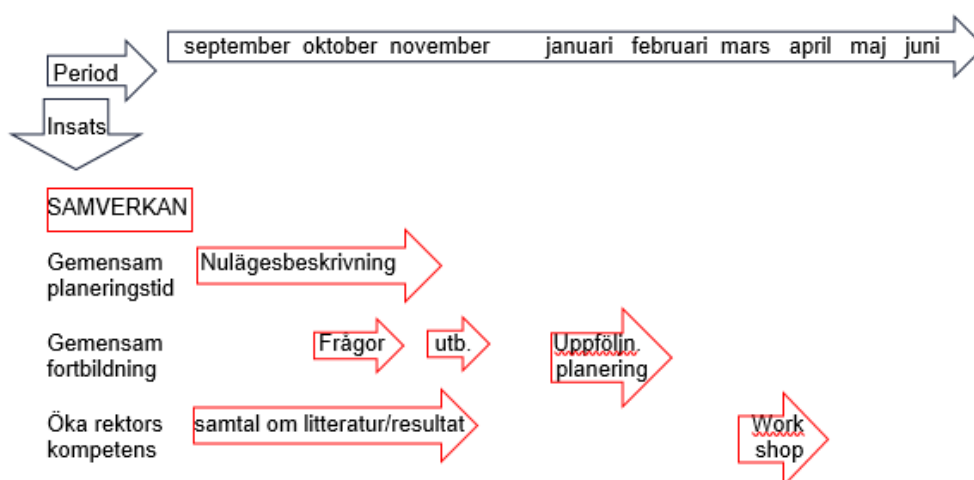 september oktober november januari februari mars april maj juni
Period
Insats
SAMVERKAN
Gemensam
planeringstid
Nulägesbeskrivning
Gemensam
fortbildning
Frågor
utb.
Uppföljn.
planering
Öka rektors
kompetens
samtal om litteratur/resultat
Work
shop